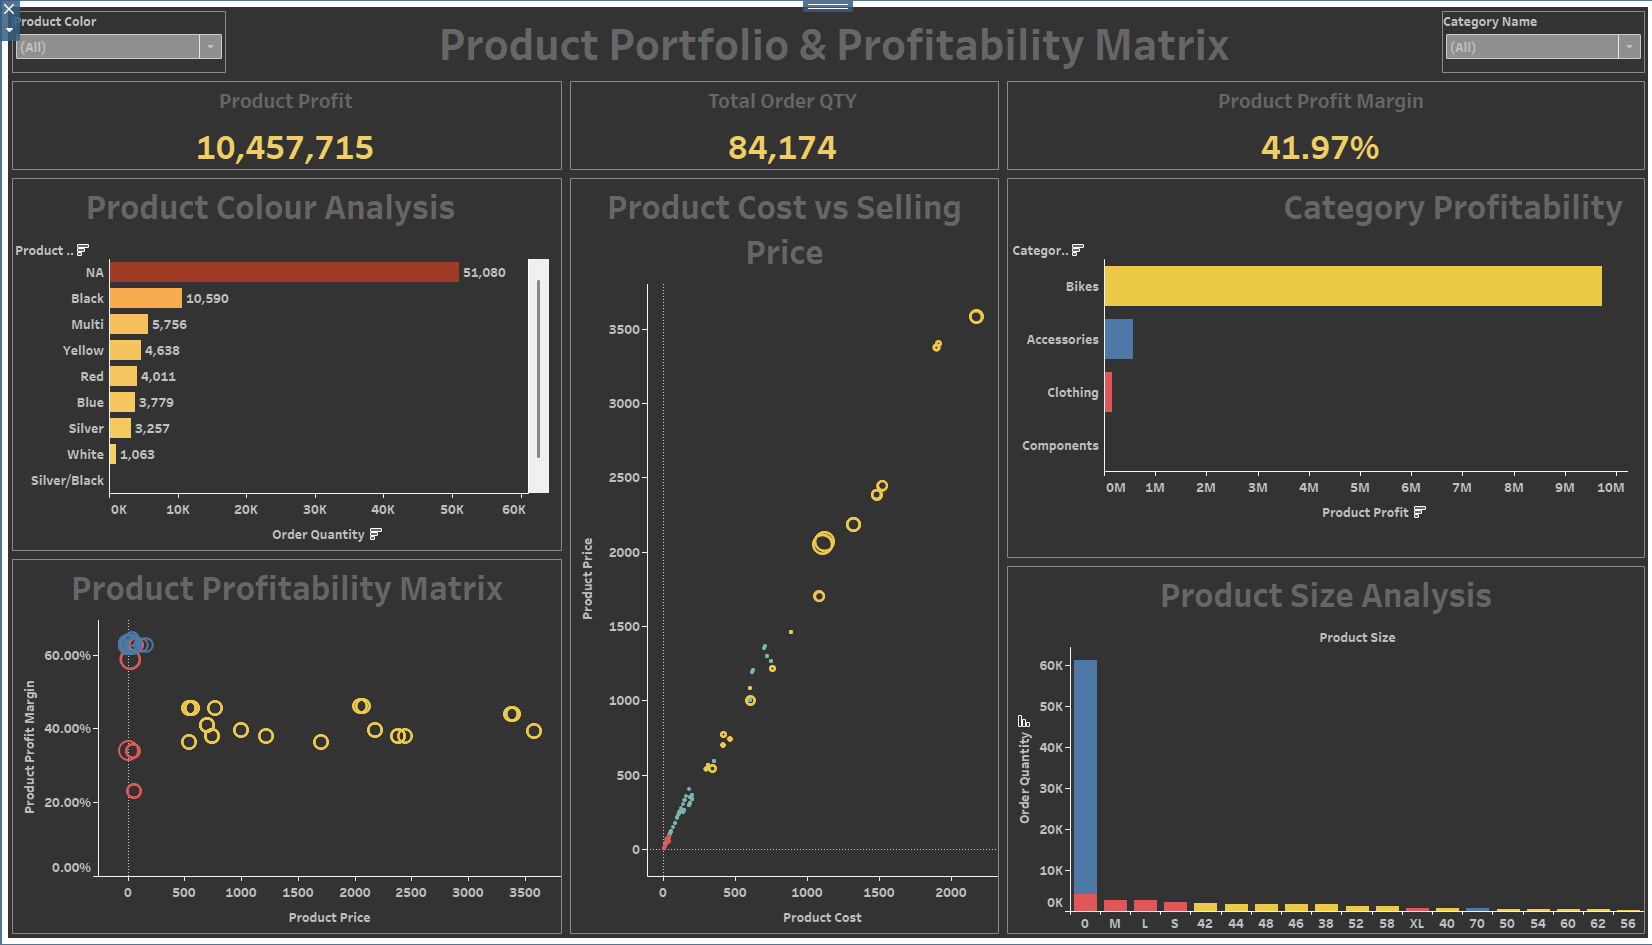 Product Color
(All)
Product Portfolio & Profitability Matrix
Category Name
(All)
Product Profit
10,457,715
Total Order QTY
84,174
Product Profit Margin
41.97%
Product Colour Analysis
Product ..
NA 51,080
Black 10,590
Multi 5,756
Yellow 4,638
Red 4,011
Blue 3,779
Silver 3,257
White 1,063
Silver/Black
0K 10K 20K 30K 40K 50K 60K
Order Quantity
Product Cost vs Selling
Price
Product Price
3500
3000
2500
2000
1500
1000
500
0
0 500 1000 1500 2000
Product Cost
Category Profitability
Categor..
Bikes
Accessories
Clothing
Components
0M 1M 2M 3M 4M 5M 6M 7M 8M 9M 10M
Product Profit
Product Profitability Matrix
Product Profit Margin
60.00%
40.00%
20.00%
0.00%
0 500 1000 1500 2000 2500 3000 3500
Product Price
Product Size Analysis
Product Size
Order Quantity
60K
50K
40K
30K
20K
10K
0K
0 M L S 42 44 48 46 38 52 58 XL 40 70 50 54 60 62 56